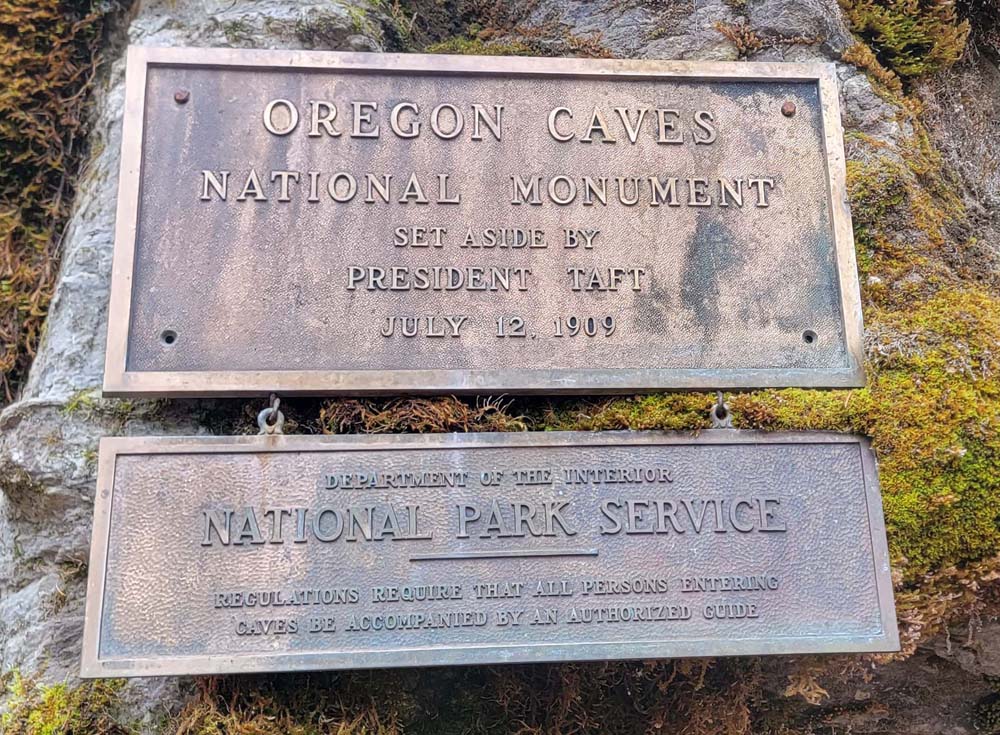 OREGON CAVES
NATIONAL MONUMENT
SET ASIDE BY
PRESIDENT TAFT
JULY 12, 1909
DEPARTMENT OF THE INTERIOR
NATIONAL PARK SERVICE
REGULATIONS REQUIRE THAT ALL PERSONS ENTERING
CAVES BE ACCOMPANIED BY AN AUTHORIZED GUIDE